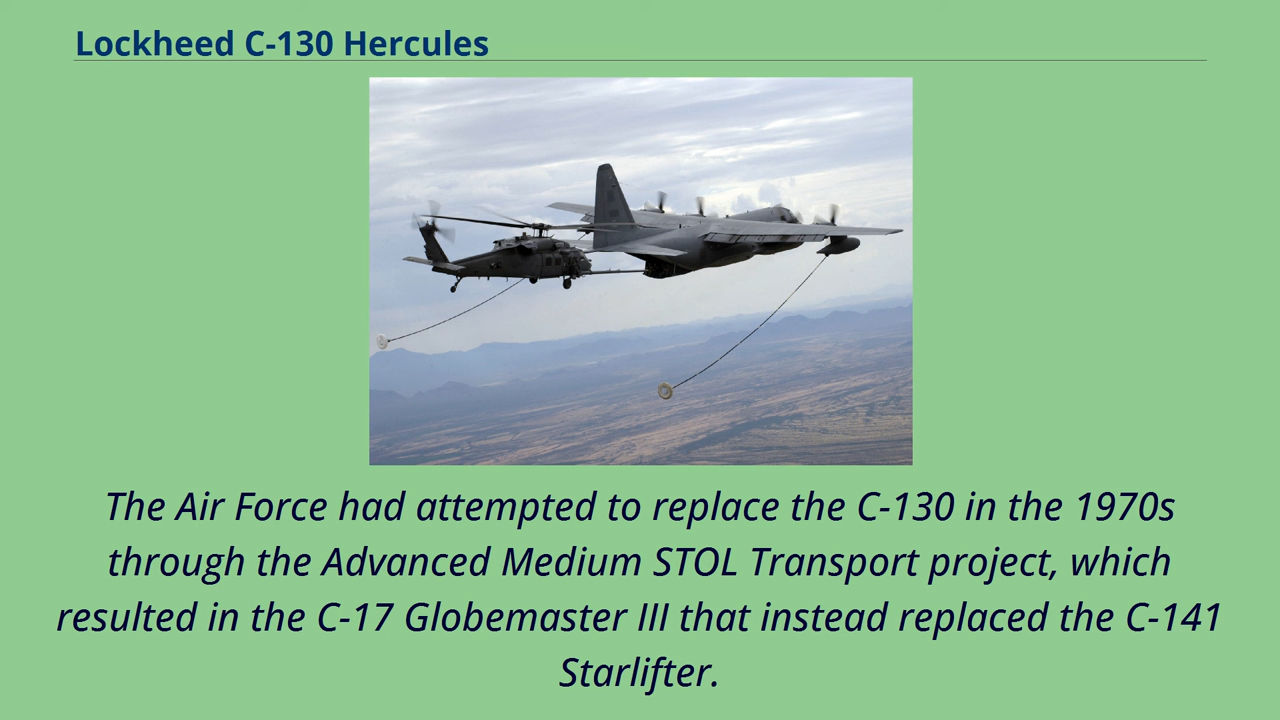 Lockheed C-130 Hercules
The Air Force had attempted to replace the C-130 in the 1970s
through the Advanced Medium STOL Transport project, which
resulted in the C-17 Globemaster III that instead replaced the C-141
Starlifter.